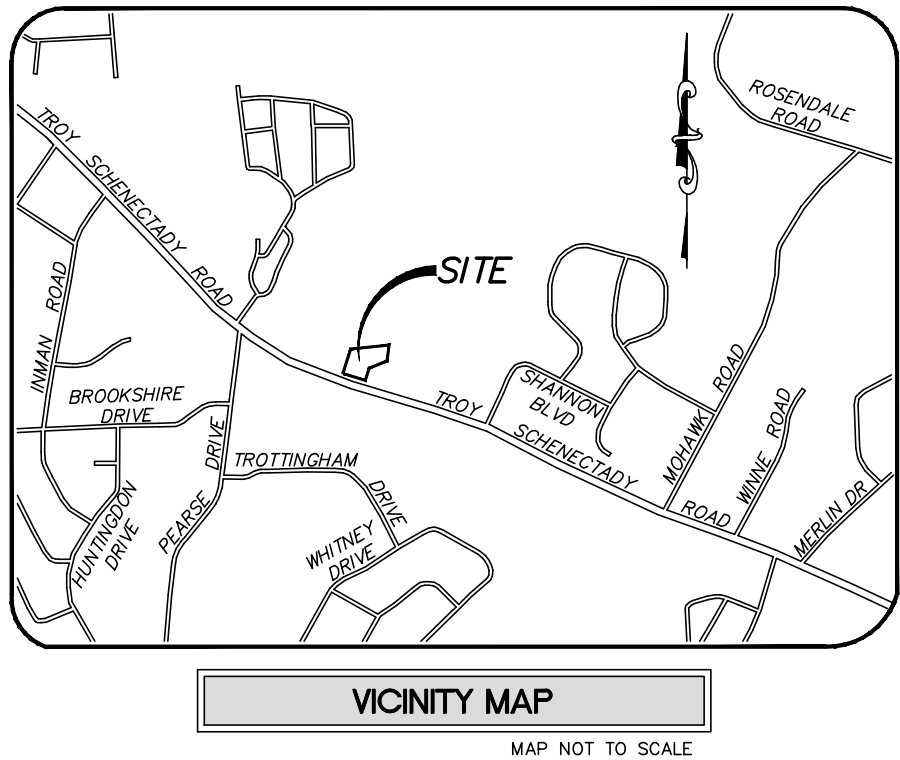 ROSENDALE
ROAD
TROY
SCHENECTADY
ROAD
SITE
INMAN ROAD
BROOKSHIRE
DRIVE
TROY
SCHENECTADY
ROAD
SHANNON
BLVD
MOHAWK ROAD
WINNE ROAD
MERLIN DR
PEARSE DRIVE
TROTTINGHAM
DRIVE
HUNTINGDON
DRIVE
WHITNEY
DRIVE
VICINITY MAP
MAP NOT TO SCALE